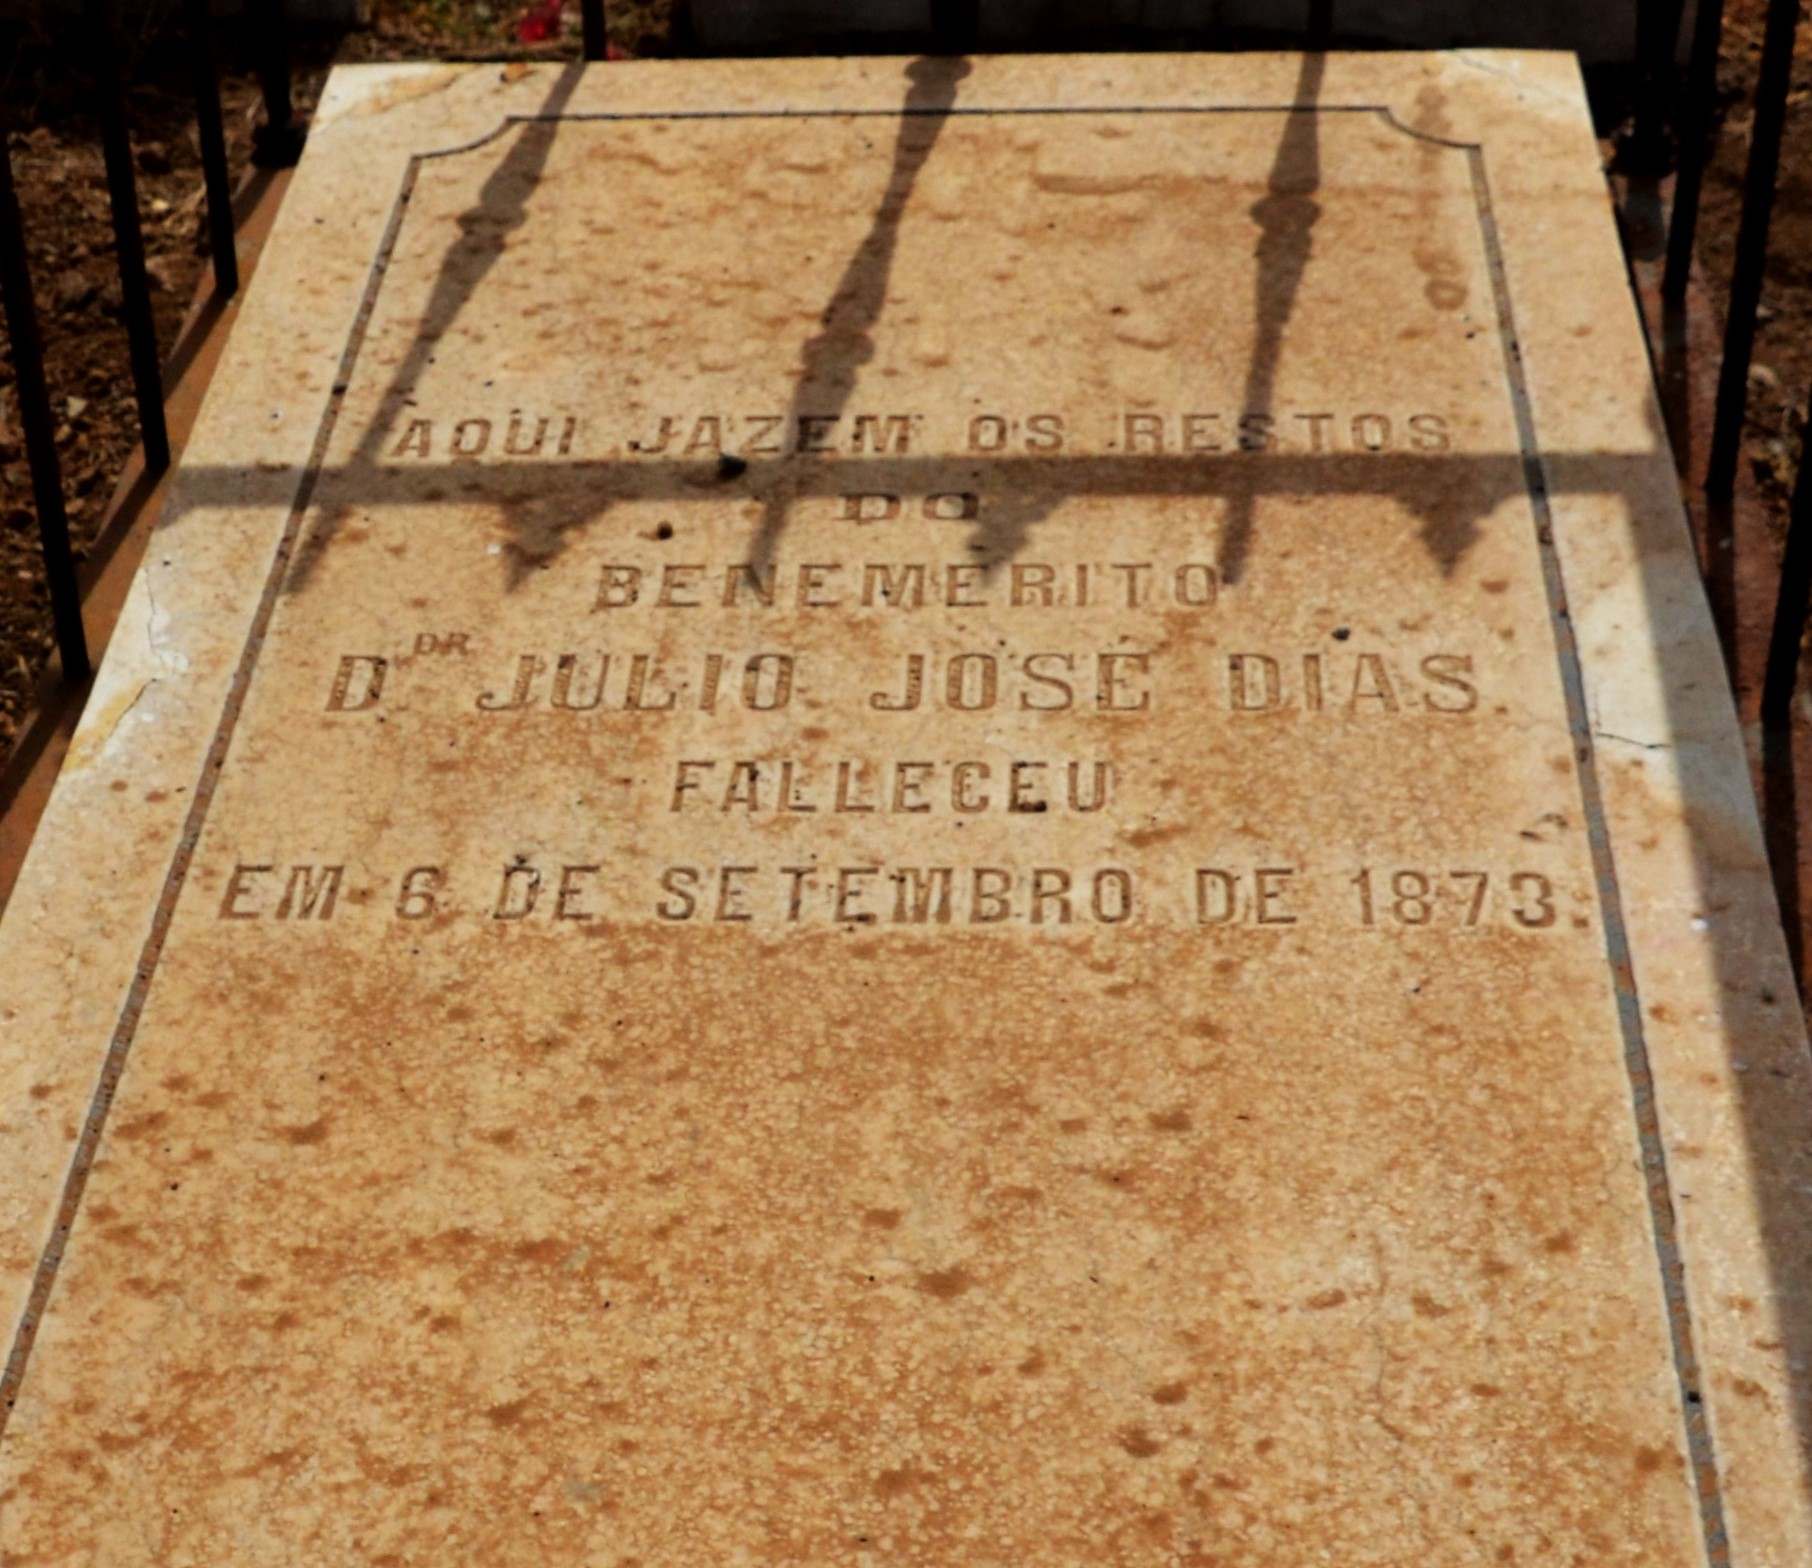 AQUI JAZEM OS RESTOS
DO
BENEMERITO
D.DR JULIO JOSÉ DIAS.
FALLECEU
EM 6 DE SETEMBRO DE 1873.